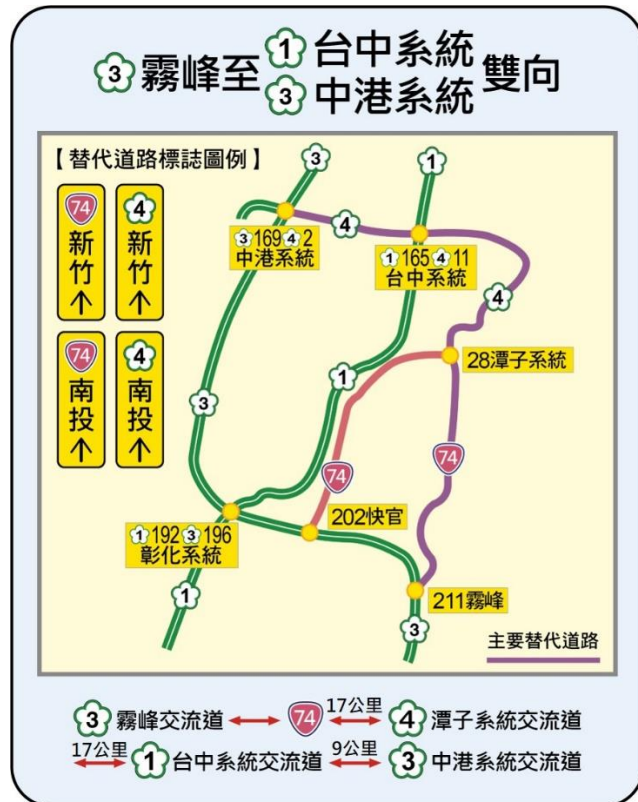 ③霧峰至①台中系統 雙向
③中港系統
【替代道路標誌圖例】
74
新竹
↑
4
新竹
↑
74
南投
↑
4
南投
↑
3
1
4
3 169 4 2
中港系統
1 165 4 11
台中系統
4
28潭子系統
1
3
74
74
202快官
1 192 3 196
彰化系統
211霧峰
1
3
主要替代道路
3 霧峰交流道 ↔ 74 17公里 ↔ 4 潭子系統交流道
17公里 ↔ 1 台中系統交流道 9公里 ↔ 3 中港系統交流道